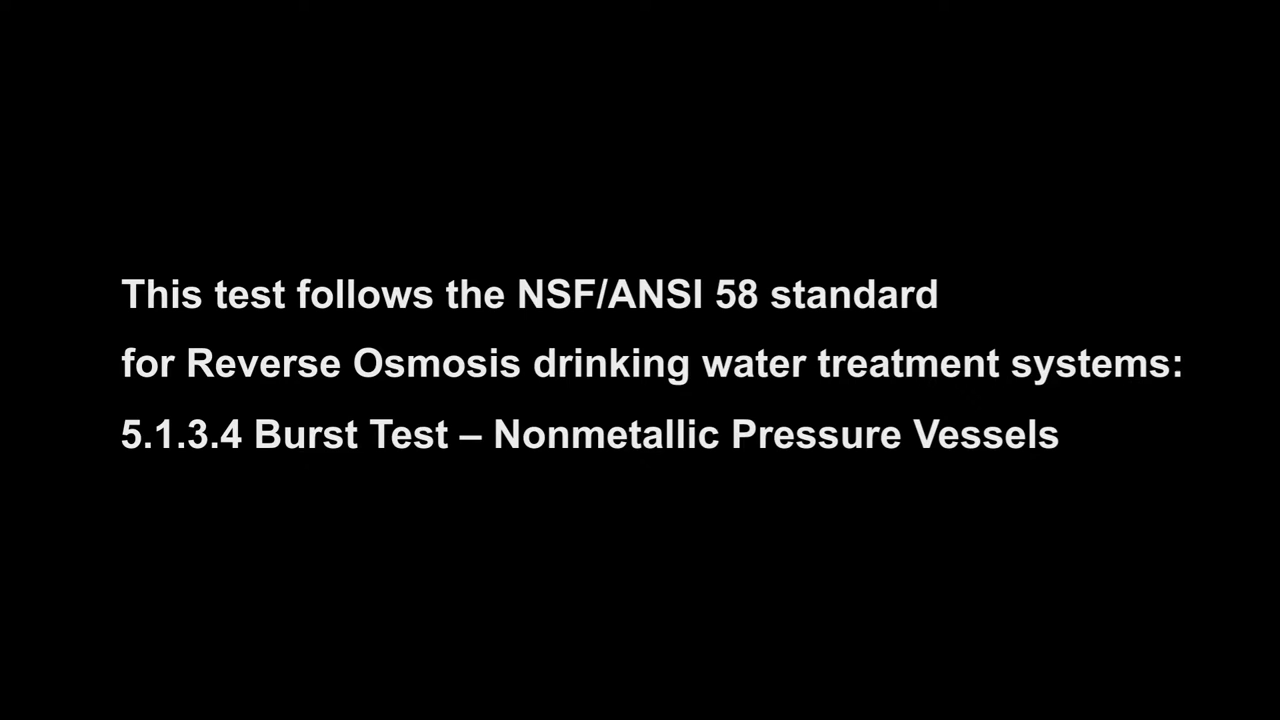 This test follows the NSF/ANSI 58 standard
for Reverse Osmosis drinking water treatment systems:
5.1.3.4 Burst Test – Nonmetallic Pressure Vessels